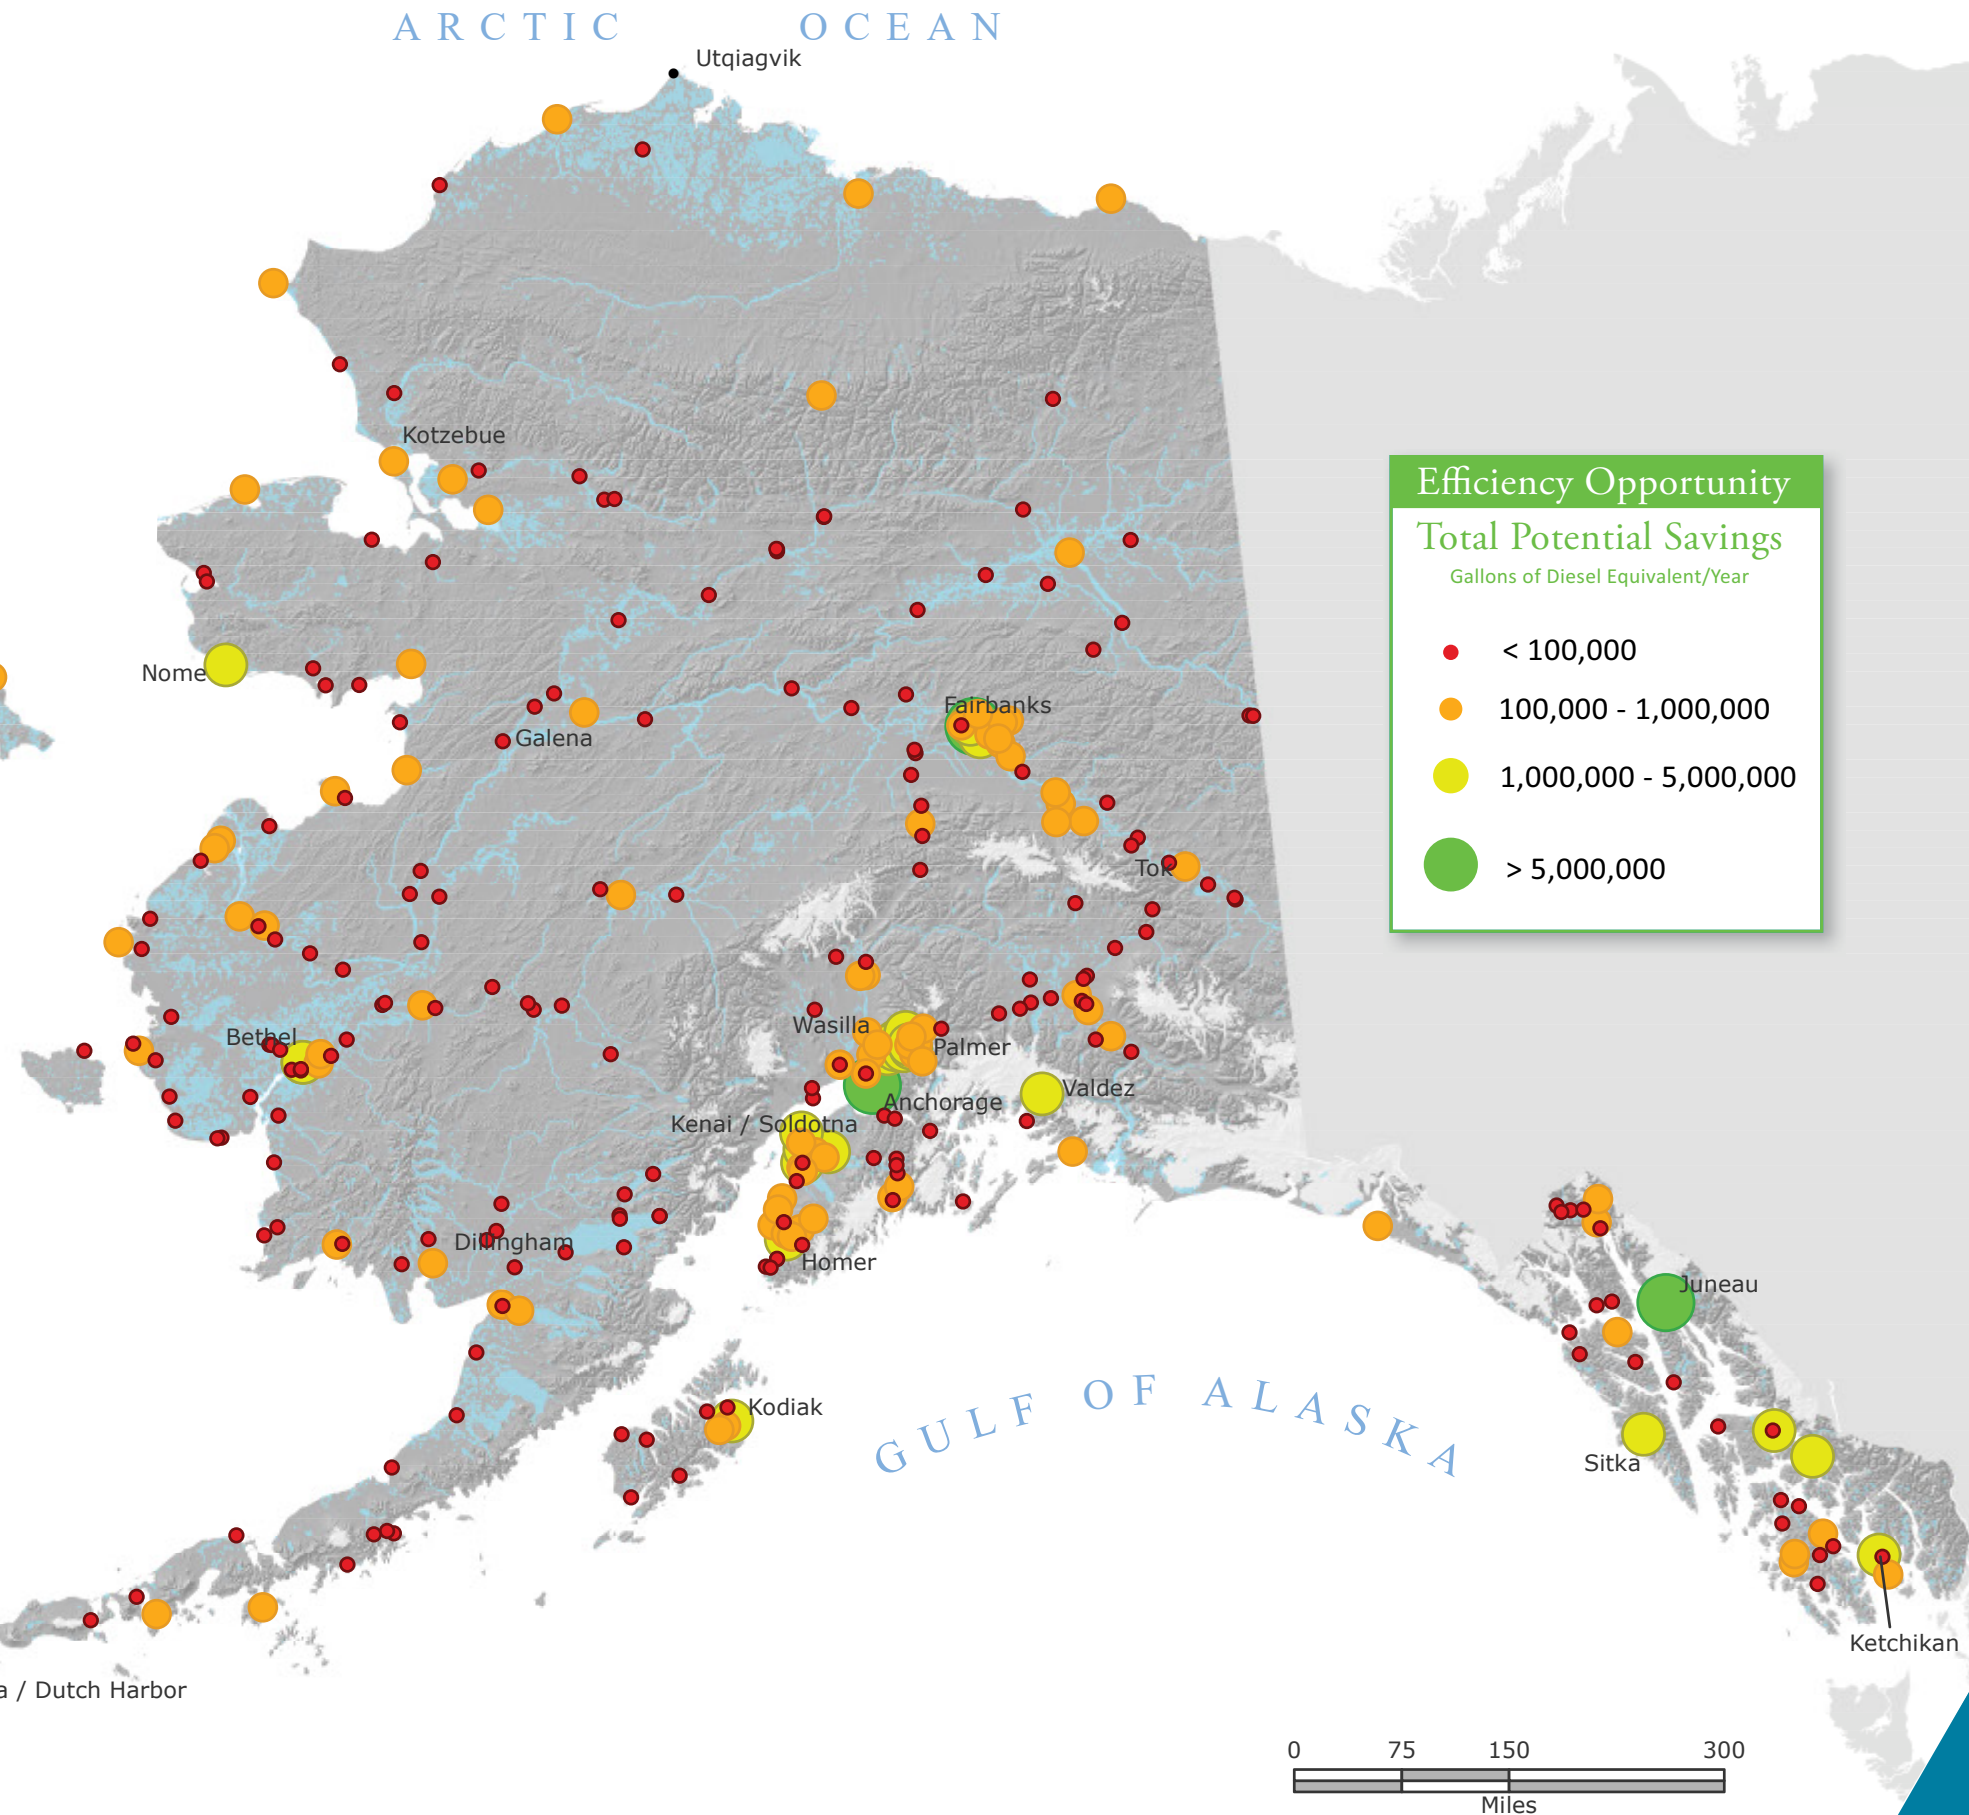 ARCTIC OCEAN
Utqiagvik
Kotzebue
Efficiency Opportunity
Total Potential Savings
Gallons of Diesel Equivalent/Year
< 100,000
100,000 - 1,000,000
1,000,000 - 5,000,000
> 5,000,000
Nome
Fairbanks
Galena
Tok
Wasilla
Bethel
Palmer
Valdez
Anchorage
Kenai / Soldotna
Dillingham
Homer
Juneau
Kodiak
GULF OF ALASKA
Sitka
Ketchikan
a / Dutch Harbor
0 75 150 300
Miles